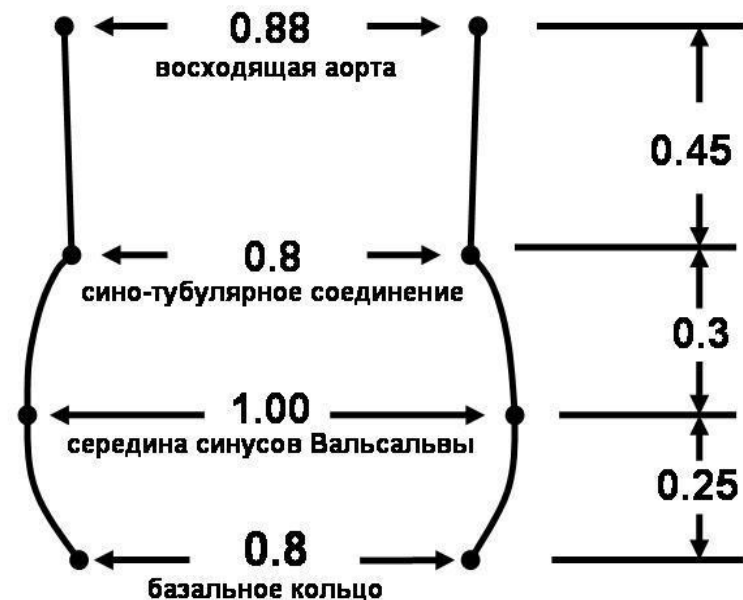 0.88
восходящая аорта
0.45
0.8
сино-тубулярное соединение
0.3
1.00
середина синусов Вальсальвы
0.25
0.8
базальное кольцо